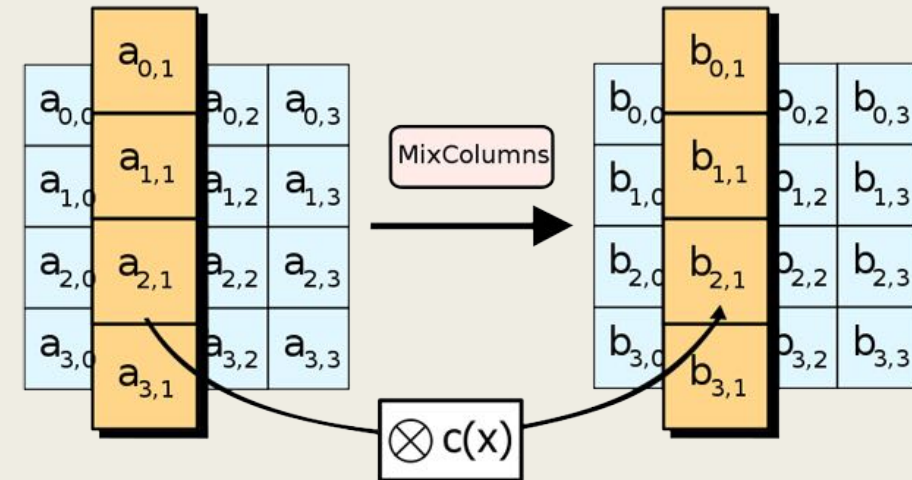 a0,1
b0,1
a0,0 a0,2 a0,3
b0,0 b0,2 b0,3
a1,1
MixColumns
b1,1
a1,0 a1,2 a1,3
b1,0 b1,2 b1,3
a2,1
b2,1
a2,0 a2,2 a2,3
b2,0 b2,2 b2,3
a3,0 a3,2 a3,3
b3,0 b3,2 b3,3
a3,1
b3,1
⊗ c(x)